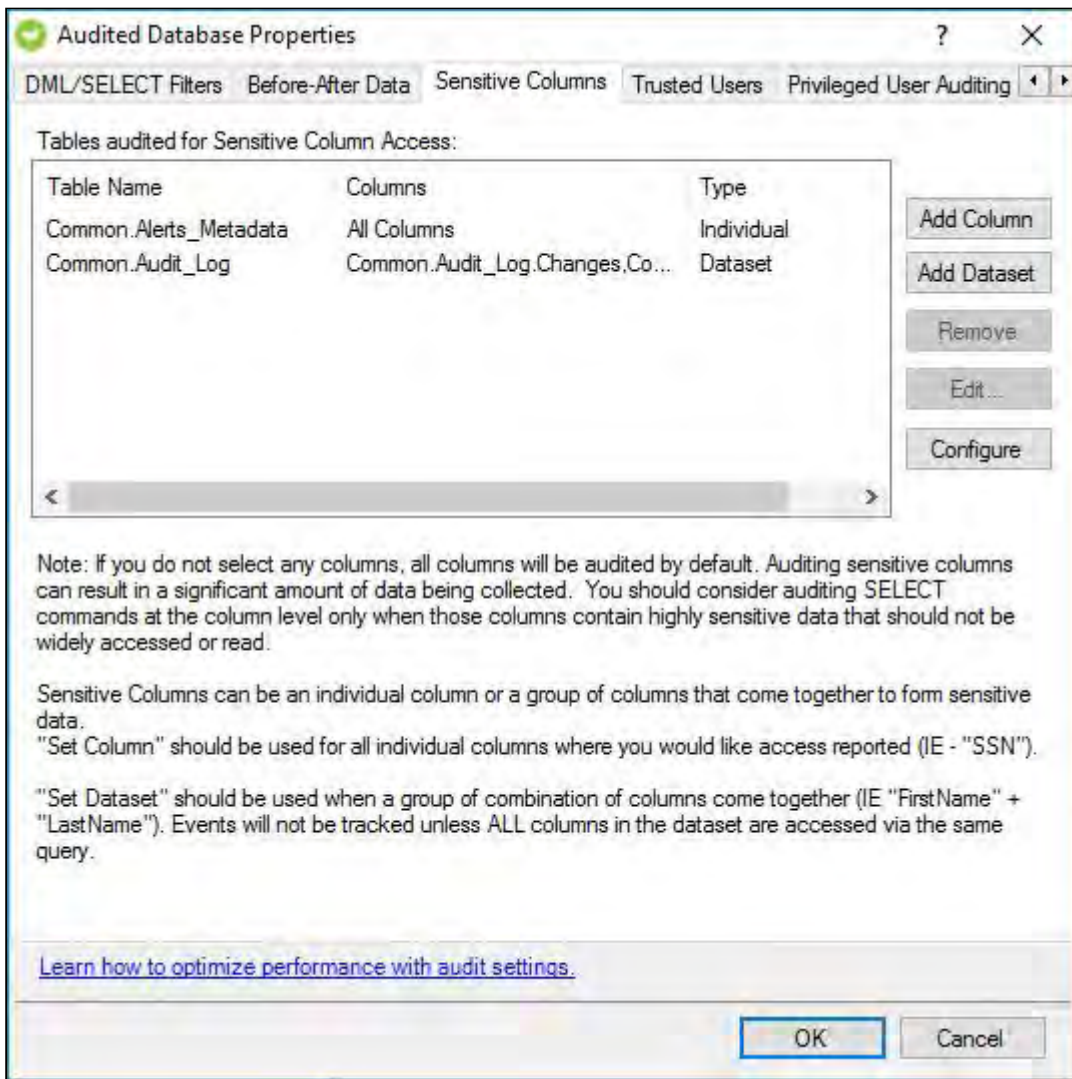 Audited Database Properties
? ×
DML/SELECT Filters Before-After Data Sensitive Columns Trusted Users Privileged User Auditing
Tables audited for Sensitive Column Access:
Table Name Columns Type
Common.Alerts_Metadata All Columns Individual
Common.Audit_Log Common.Audit_Log.Changes,Co... Dataset
Add Column
Add Dataset
Remove
Edit...
Configure
Note: If you do not select any columns, all columns will be audited by default. Auditing sensitive columns
can result in a significant amount of data being collected. You should consider auditing SELECT
commands at the column level only when those columns contain highly sensitive data that should not be
widely accessed or read.
Sensitive Columns can be an individual column or a group of columns that come together to form sensitive
data.
"Set Column" should be used for all individual columns where you would like access reported (IE - "SSN").
"Set Dataset" should be used when a group of combination of columns come together (IE "FirstName" +
"LastName"). Events will not be tracked unless ALL columns in the dataset are accessed via the same
query.
Learn how to optimize performance with audit settings.
OK Cancel